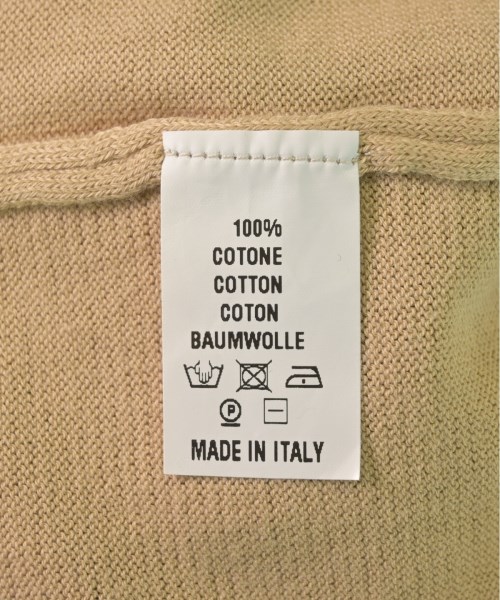 100%
COTONE
COTTON
COTON
BAUMWOLLE
P
MADE IN ITALY